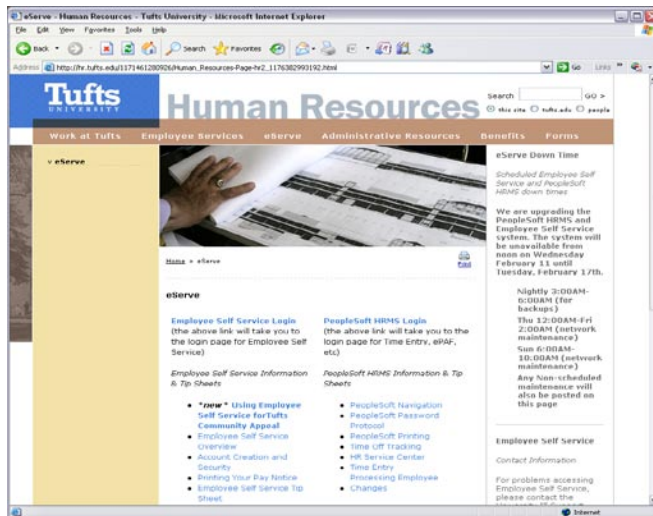 eServe - Human Resources - Tufts University - Microsoft Internet Explorer
File Edit View Favorites Tools Help
Back Search Favorites
Address http://hr.tufts.edu/1171461280926/Human_Resources-Page-hr2_1176382993192.html Go Links
Tufts
UNIVERSITY
Human Resources
Search GO >
this site tufts.edu people
Work at Tufts Employee Services eServe Administrative Resources Benefits Forms
eServe
Home > eServe
Print
eServe
Employee Self Service Login
(the above link will take you to
the login page for Employee Self
Service)
Employee Self Service Information
& Tip Sheets
*new* Using Employee
Self Service forTufts
Community Appeal
Employee Self Service
Overview
Account Creation and
Security
Printing Your Pay Notice
Employee Self Service Tip
Sheet
PeopleSoft HRMS Login
(the above link will take you to the
login page for Time Entry, ePAF,
etc)
PeopleSoft HRMS Information & Tip
Sheets
PeopleSoft Navigation
PeopleSoft Password
Protocol
PeopleSoft Printing
Time Off Tracking
HR Service Center
Time Entry
Processing Employee
Changes
eServe Down Time
Scheduled Employee Self
Service and PeopleSoft
HRMS down times
We are upgrading the
PeopleSoft HRMS and
Employee Self Service
system. The system will
be unavailable from
noon on Wednesday
February 11 until
Tuesday, February 17th.
Nightly 3:00AM-
6:00AM (for
backups)
Thu 12:00AM-Fri
2:00AM (network
maintenance)
Sun 6:00AM-
10:00AM (network
maintenance)
Any Non-scheduled
maintenance will
also be posted on
this page
Employee Self Service
Contact Information
For problems accessing
Employee Self Service,
please contact the
Internet